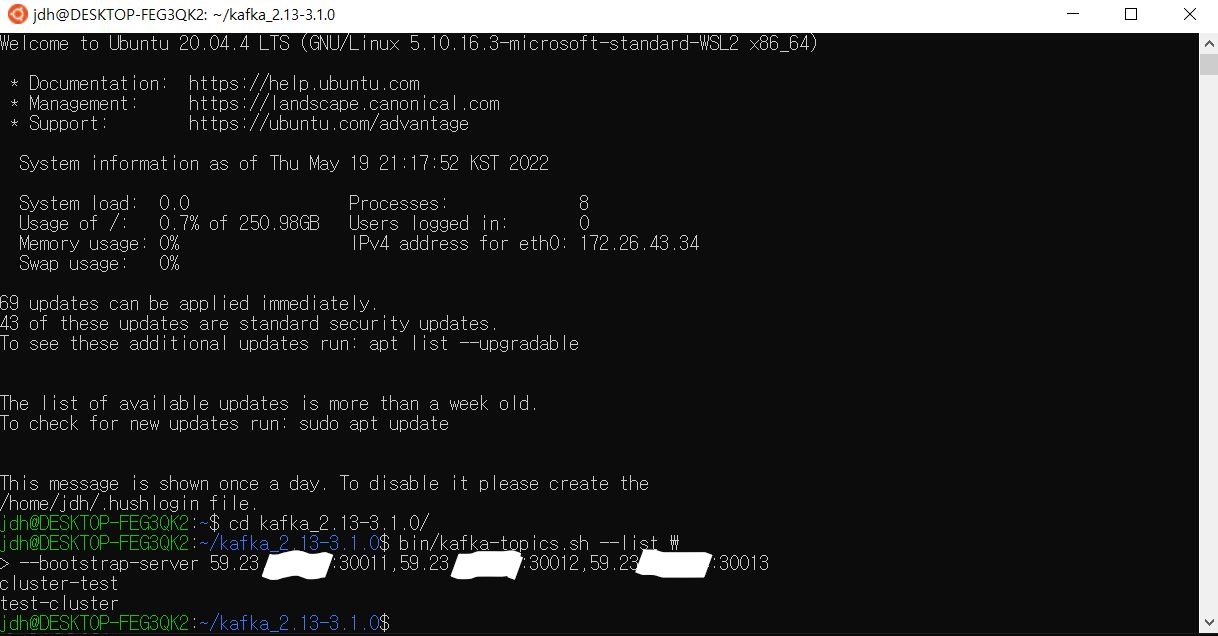 jdh@DESKTOP-FEG3QK2: ~/kafka_2.13-3.1.0
Welcome to Ubuntu 20.04.4 LTS (GNU/Linux 5.10.16.3-microsoft-standard-WSL2 x86_64)
* Documentation:  https://help.ubuntu.com
* Management:     https://landscape.canonical.com
* Support:        https://ubuntu.com/advantage
System information as of Thu May 19 21:17:52 KST 2022
System load:  0.0                Processes:             8
Usage of /:   0.7% of 250.98GB   Users logged in:       0
Memory usage: 0%                 IPv4 address for eth0: 172.26.43.34
Swap usage:   0%
69 updates can be applied immediately.
43 of these updates are standard security updates.
To see these additional updates run: apt list --upgradable
The list of available updates is more than a week old.
To check for new updates run: sudo apt update
This message is shown once a day. To disable it please create the
/home/jdh/.hushlogin file.
jdh@DESKTOP-FEG3QK2:~$ cd kafka_2.13-3.1.0/
jdh@DESKTOP-FEG3QK2:~/kafka_2.13-3.1.0$ bin/kafka-topics.sh --list ₩
> --bootstrap-server 59.23 :30011,59.23 :30012,59.23 :30013
cluster-test
test-cluster
jdh@DESKTOP-FEG3QK2:~/kafka_2.13-3.1.0$